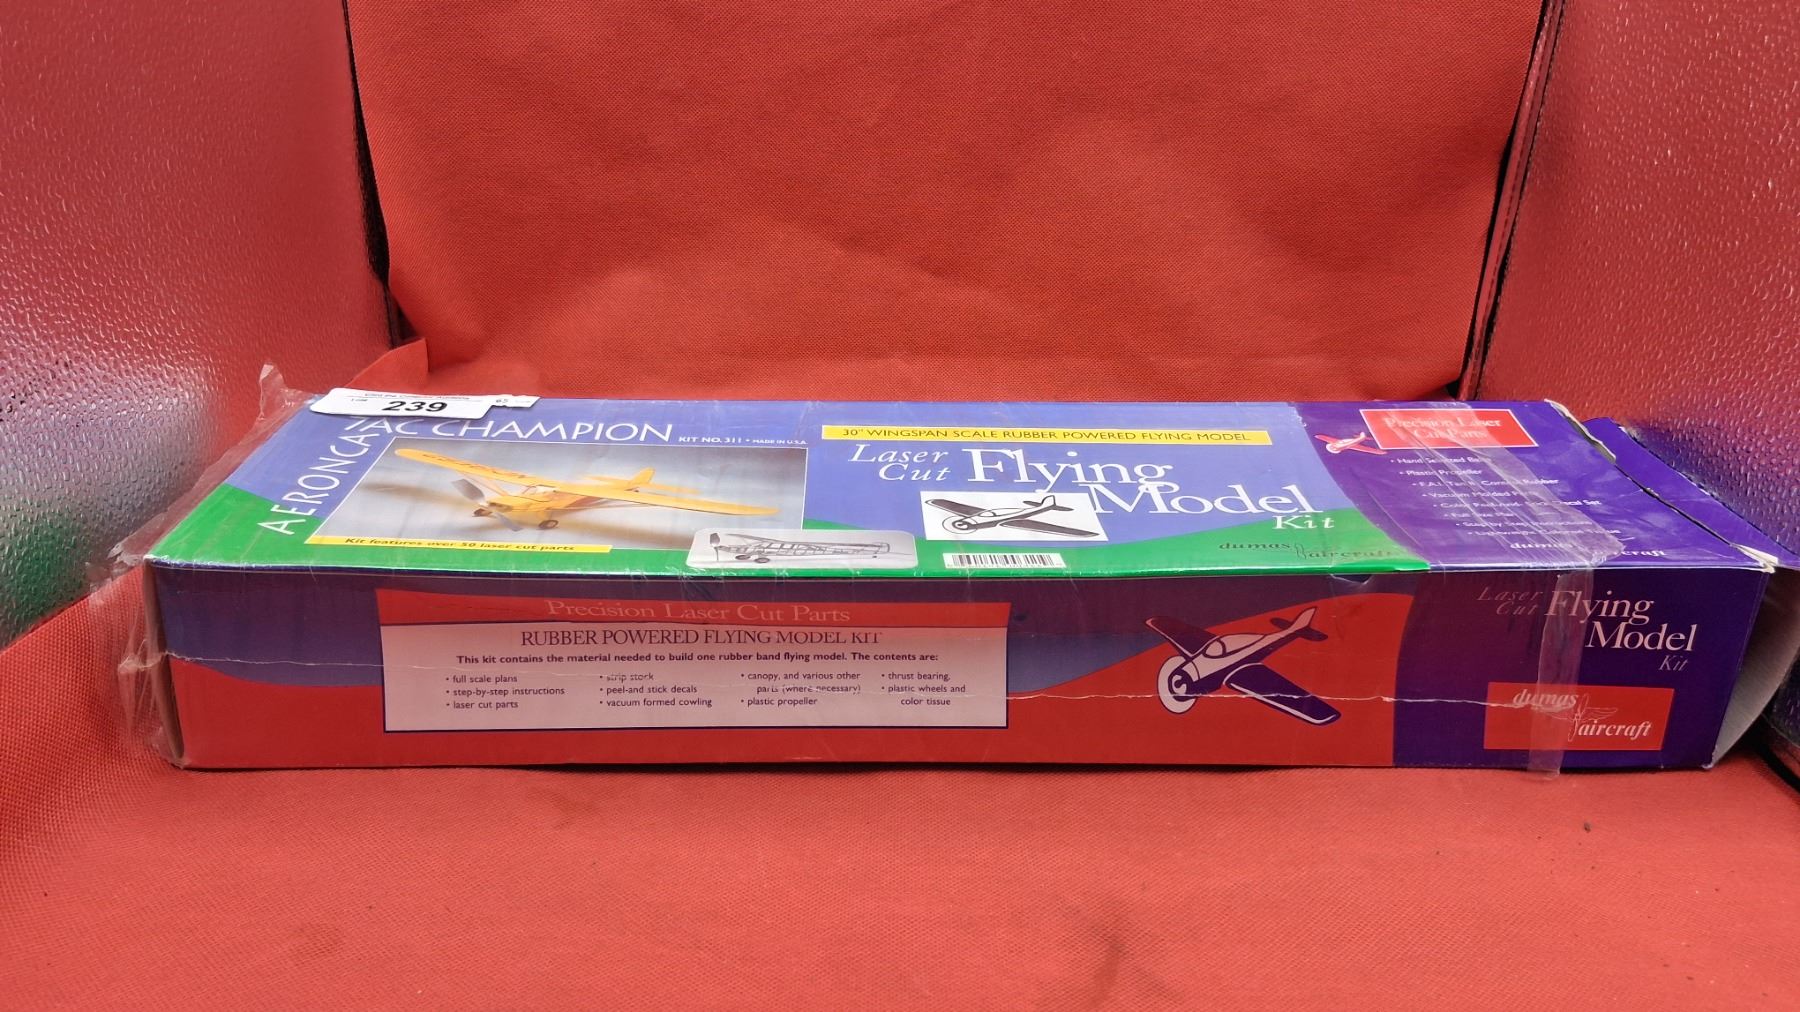 239
AERONCA 7AC CHAMPION KIT NO. 311 • MADE IN U.S.A.
Kit features over 50 laser cut parts
30" WINGSPAN SCALE RUBBER POWERED FLYING MODEL
Laser Cut Flying Model Kit
dumas aircraft
Precision Laser
Cut Parts
• Plastic Propeller
dumas aircraft
Precision Laser Cut Parts
RUBBER POWERED FLYING MODEL KIT
This kit contains the material needed to build one rubber band flying model. The contents are:
• full scale plans
• step-by-step instructions
• laser cut parts
• strip stock
• peel-and stick decals
• vacuum formed cowling
• canopy, and various other
parts (where necessary)
• plastic propeller
• thrust bearing,
• plastic wheels and
color tissue
Laser Cut Flying Model Kit
dumas aircraft